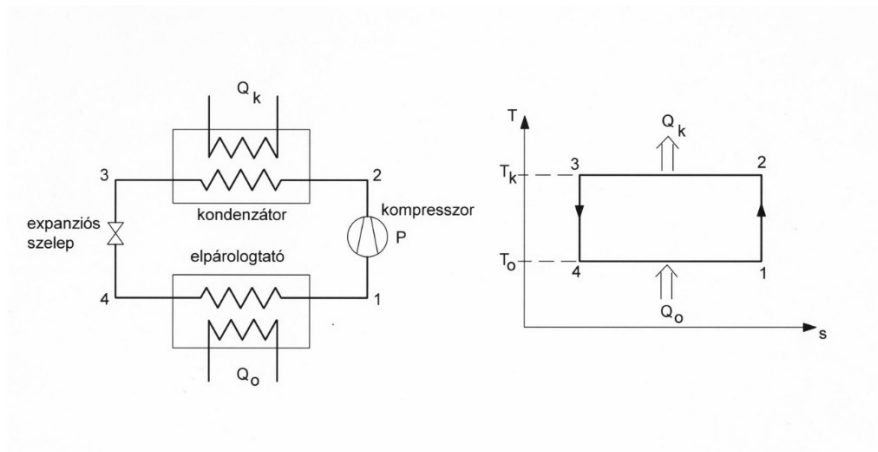 Q k
3
2
kondenzátor
kompresszor
P
expanziós
szelep
elpárologtató
4
1
Q o
T
Q k
3
2
T k
T o
4
1
Q o
s